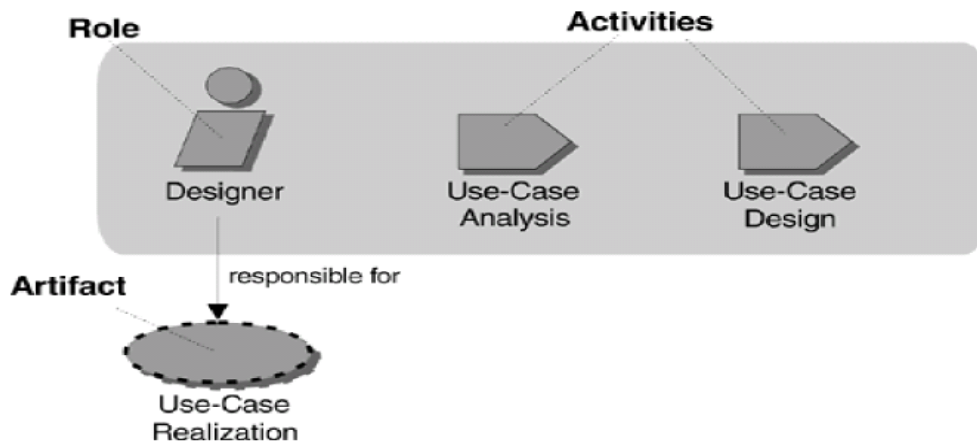 Role
Activities
Designer
Use-Case
Analysis
Use-Case
Design
responsible for
Artifact
Use-Case
Realization